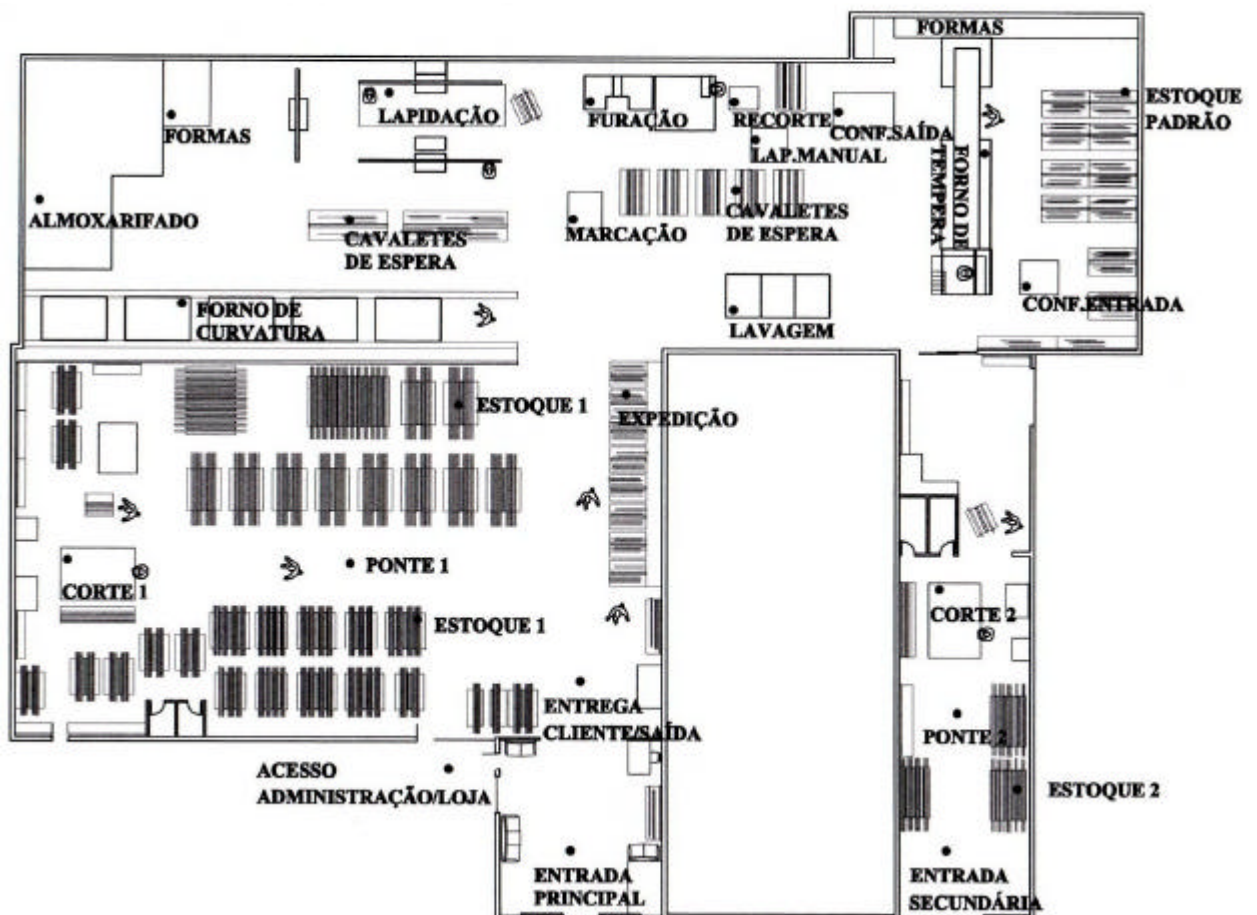 FORMAS
ESTOQUE
PADRÃO
LAPIDAÇÃO
FURAÇÃO
RECORTE
CONF.SAÍDA
FORMAS
LAP.MANUAL
FORNO DE
TEMPERA
ALMOXARIFADO
CAVALETES
DE ESPERA
MARCAÇÃO
CAVALETES
DE ESPERA
FORNO DE
CURVATURA
LAVAGEM
CONF.ENTRADA
ESTOQUE 1
EXPEDIÇÃO
PONTE 1
CORTE 1
CORTE 2
ESTOQUE 1
ENTREGA
CLIENTE/SAÍDA
PONTE 2
ACESSO
ADMINISTRAÇÃO/LOJA
ESTOQUE 2
ENTRADA
PRINCIPAL
ENTRADA
SECUNDÁRIA